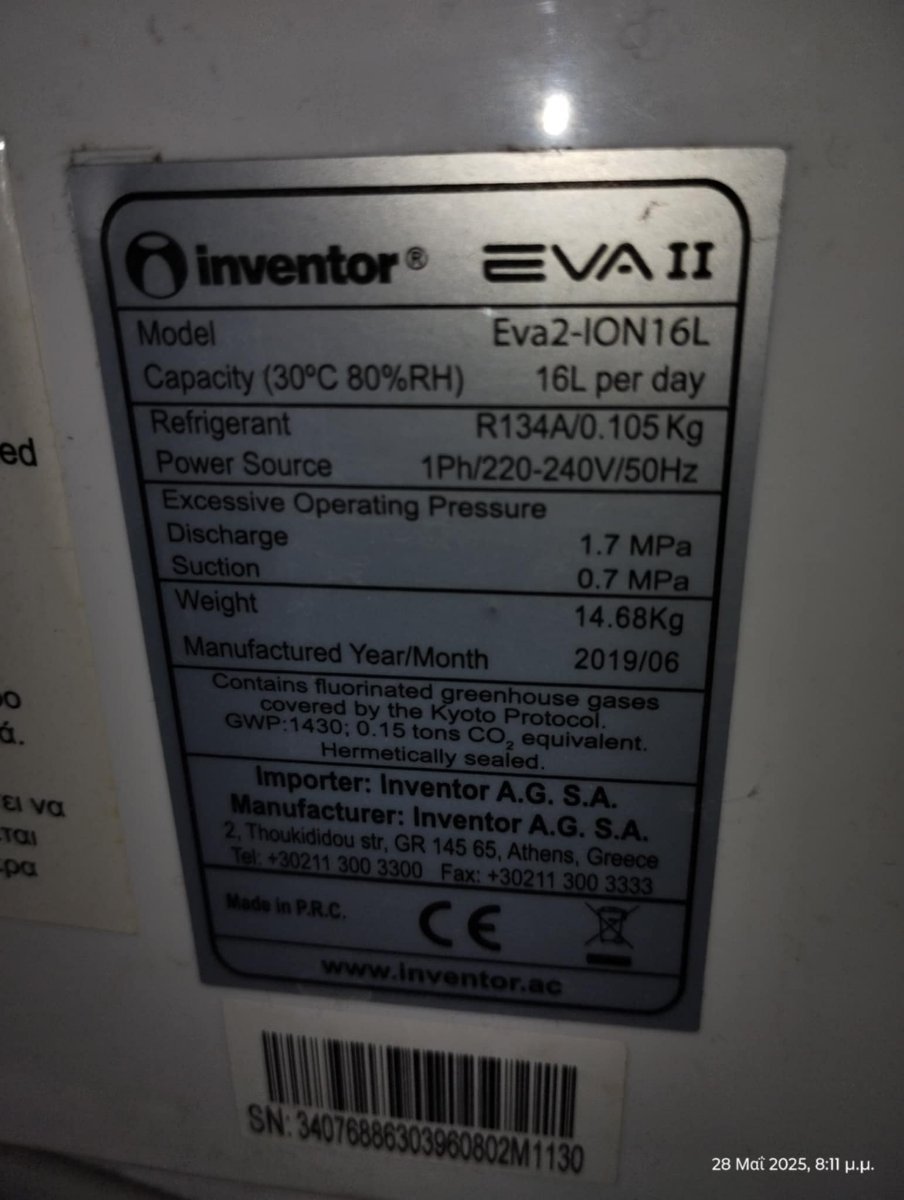 inventor® EVA II
Model Eva2-ION16L
Capacity (30ºC 80%RH) 16L per day
Refrigerant R134A/0.105 Kg
Power Source 1Ph/220-240V/50Hz
Excessive Operating Pressure
Discharge 1.7 MPa
Suction 0.7 MPa
Weight 14.68Kg
Manufactured Year/Month 2019/06
Contains fluorinated greenhouse gases
covered by the Kyoto Protocol.
GWP:1430; 0.15 tons CO₂ equivalent.
Hermetically sealed.
Importer: Inventor A.G. S.A.
Manufacturer: Inventor A.G. S.A.
2, Thoukididou str, GR 145 65, Athens, Greece
Tel: +30211 300 3300 Fax: +30211 300 3333
Made in P.R.C. CE
www.inventor.ac
SN: 34076886303960802M1130
28 Μαΐ 2025, 8:11 μ.μ.
ed
ά.
ει να
ται